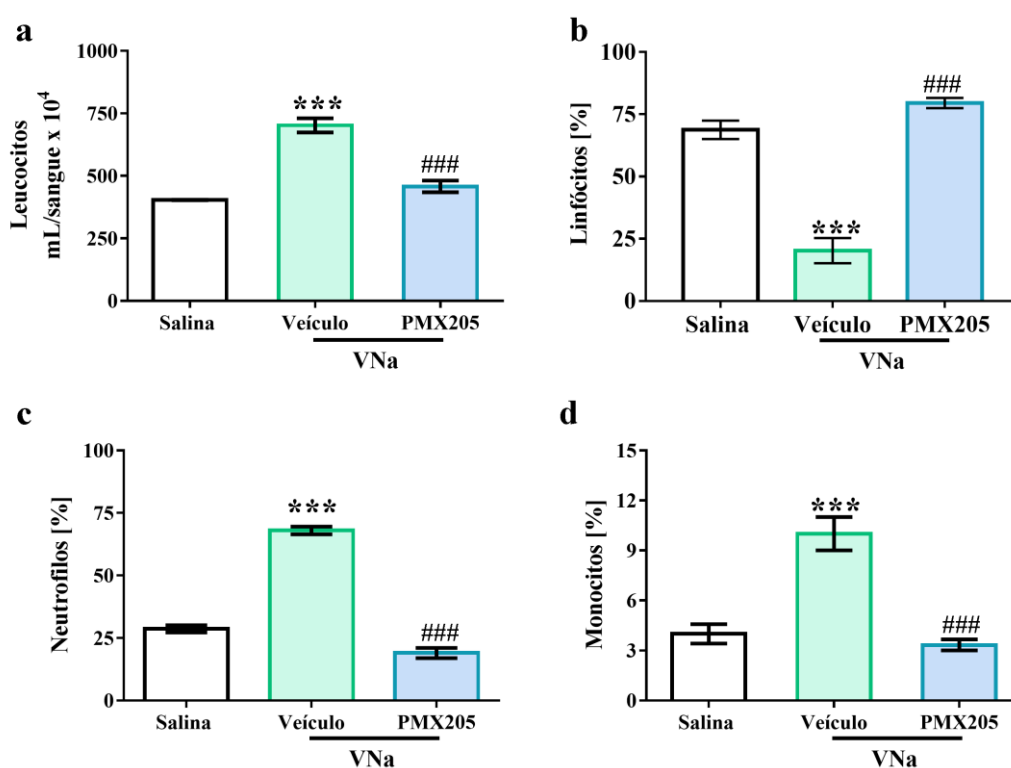 a
Leucocitos
mL/sangue x 10⁴
1000
750
500
250
0
***
###
Salina
Veículo
PMX205
VNa
b
Linfócitos [%]
100
75
50
25
0
***
###
Salina
Veículo
PMX205
VNa
c
Neutrofilos [%]
100
75
50
25
0
***
###
Salina
Veículo
PMX205
VNa
d
Monocitos [%]
15
12
9
6
3
0
***
###
Salina
Veículo
PMX205
VNa